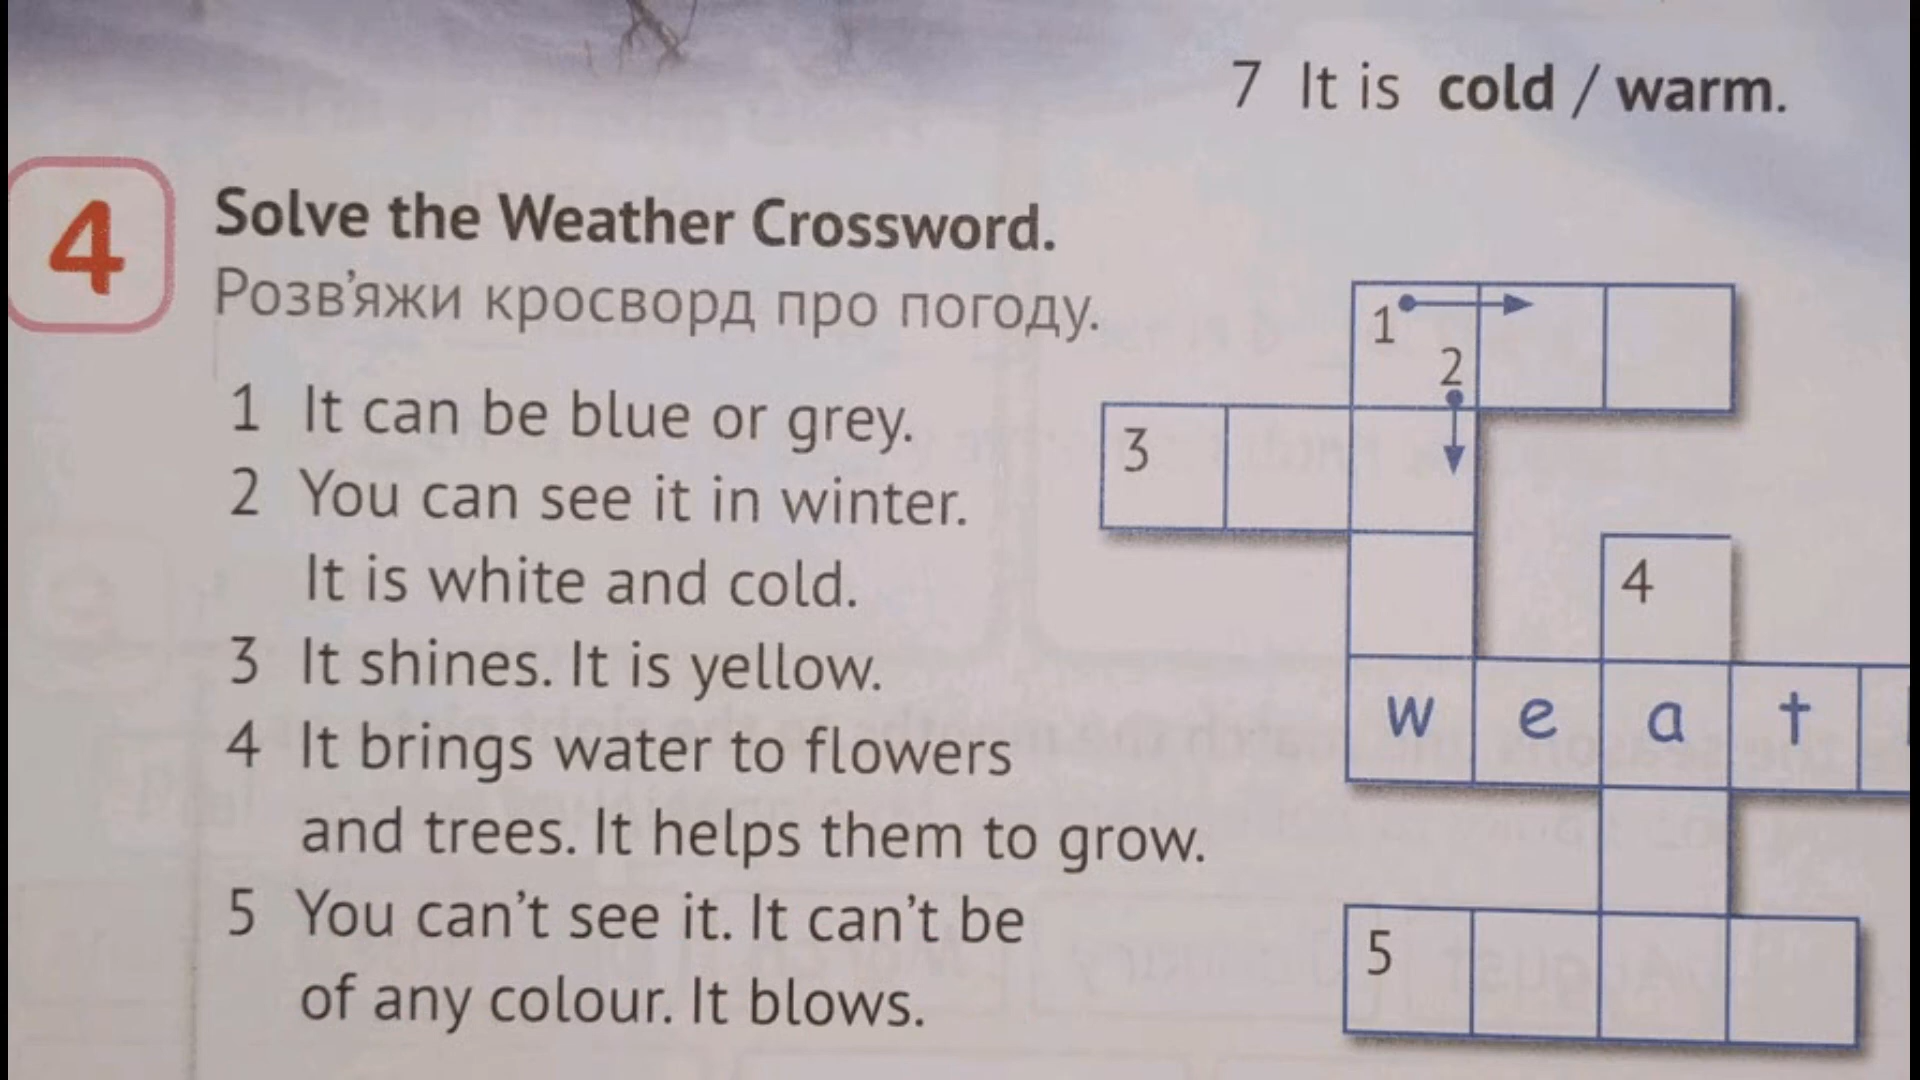 7 It is cold / warm.
4 Solve the Weather Crossword.
Розв'яжи кросворд про погоду.
1 It can be blue or grey.
2 You can see it in winter.
It is white and cold.
3 It shines. It is yellow.
4 It brings water to flowers
and trees. It helps them to grow.
5 You can't see it. It can't be
of any colour. It blows.
1
2
3
4
w e a t
5